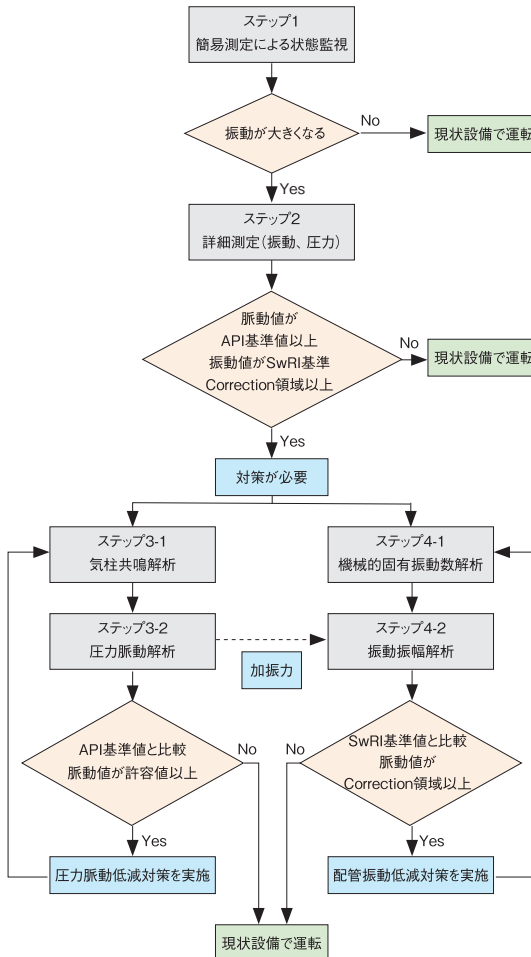 ステップ1
簡易測定による状態監視
振動が大きくなる
No
現状設備で運転
Yes
ステップ2
詳細測定(振動、圧力)
脈動値が
API基準値以上
振動値がSwRI基準
Correction領域以上
No
現状設備で運転
Yes
対策が必要
ステップ3-1
気柱共鳴解析
ステップ4-1
機械的固有振動数解析
ステップ3-2
圧力脈動解析
加振力
ステップ4-2
振動振幅解析
API基準値と比較
脈動値が許容値以上
No
No
SwRI基準値と比較
脈動値が
Correction領域以上
Yes
Yes
圧力脈動低減対策を実施
配管振動低減対策を実施
現状設備で運転